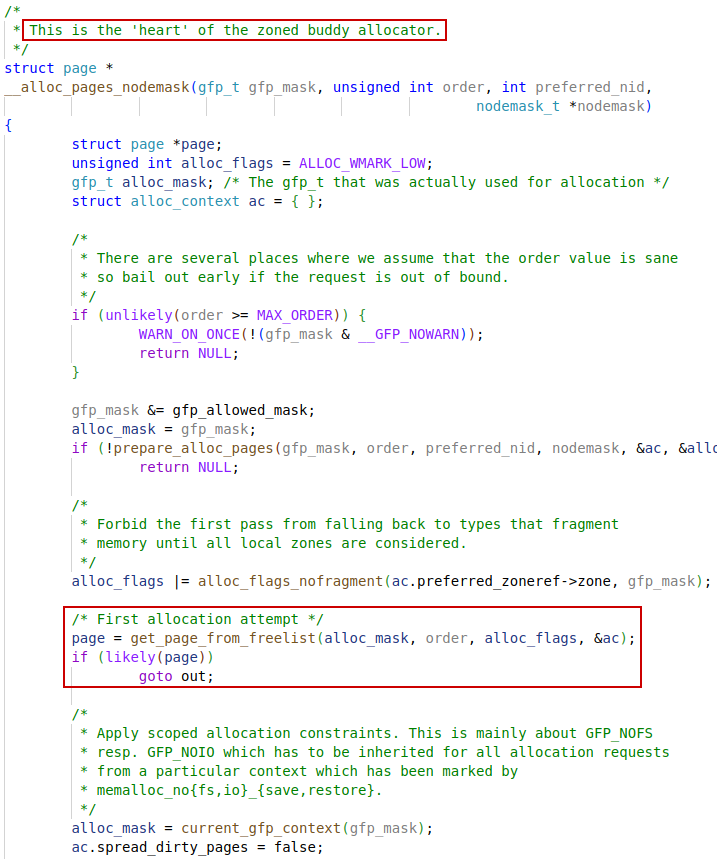 /*
 * This is the 'heart' of the zoned buddy allocator.
 */
struct page *
__alloc_pages_nodemask(gfp_t gfp_mask, unsigned int order, int preferred_nid,
                                                        nodemask_t *nodemask)
{
        struct page *page;
        unsigned int alloc_flags = ALLOC_WMARK_LOW;
        gfp_t alloc_mask; /* The gfp_t that was actually used for allocation */
        struct alloc_context ac = { };

        /*
         * There are several places where we assume that the order value is sane
         * so bail out early if the request is out of bound.
         */
        if (unlikely(order >= MAX_ORDER)) {
                WARN_ON_ONCE(!(gfp_mask & __GFP_NOWARN));
                return NULL;
        }

        gfp_mask &= gfp_allowed_mask;
        alloc_mask = gfp_mask;
        if (!prepare_alloc_pages(gfp_mask, order, preferred_nid, nodemask, &ac, &allo
                return NULL;

        /*
         * Forbid the first pass from falling back to types that fragment
         * memory until all local zones are considered.
         */
        alloc_flags |= alloc_flags_nofragment(ac.preferred_zoneref->zone, gfp_mask);

        /* First allocation attempt */
        page = get_page_from_freelist(alloc_mask, order, alloc_flags, &ac);
        if (likely(page))
                goto out;

        /*
         * Apply scoped allocation constraints. This is mainly about GFP_NOFS
         * resp. GFP_NOIO which has to be inherited for all allocation requests
         * from a particular context which has been marked by
         * memalloc_no{fs,io}_{save,restore}.
         */
        alloc_mask = current_gfp_context(gfp_mask);
        ac.spread_dirty_pages = false;